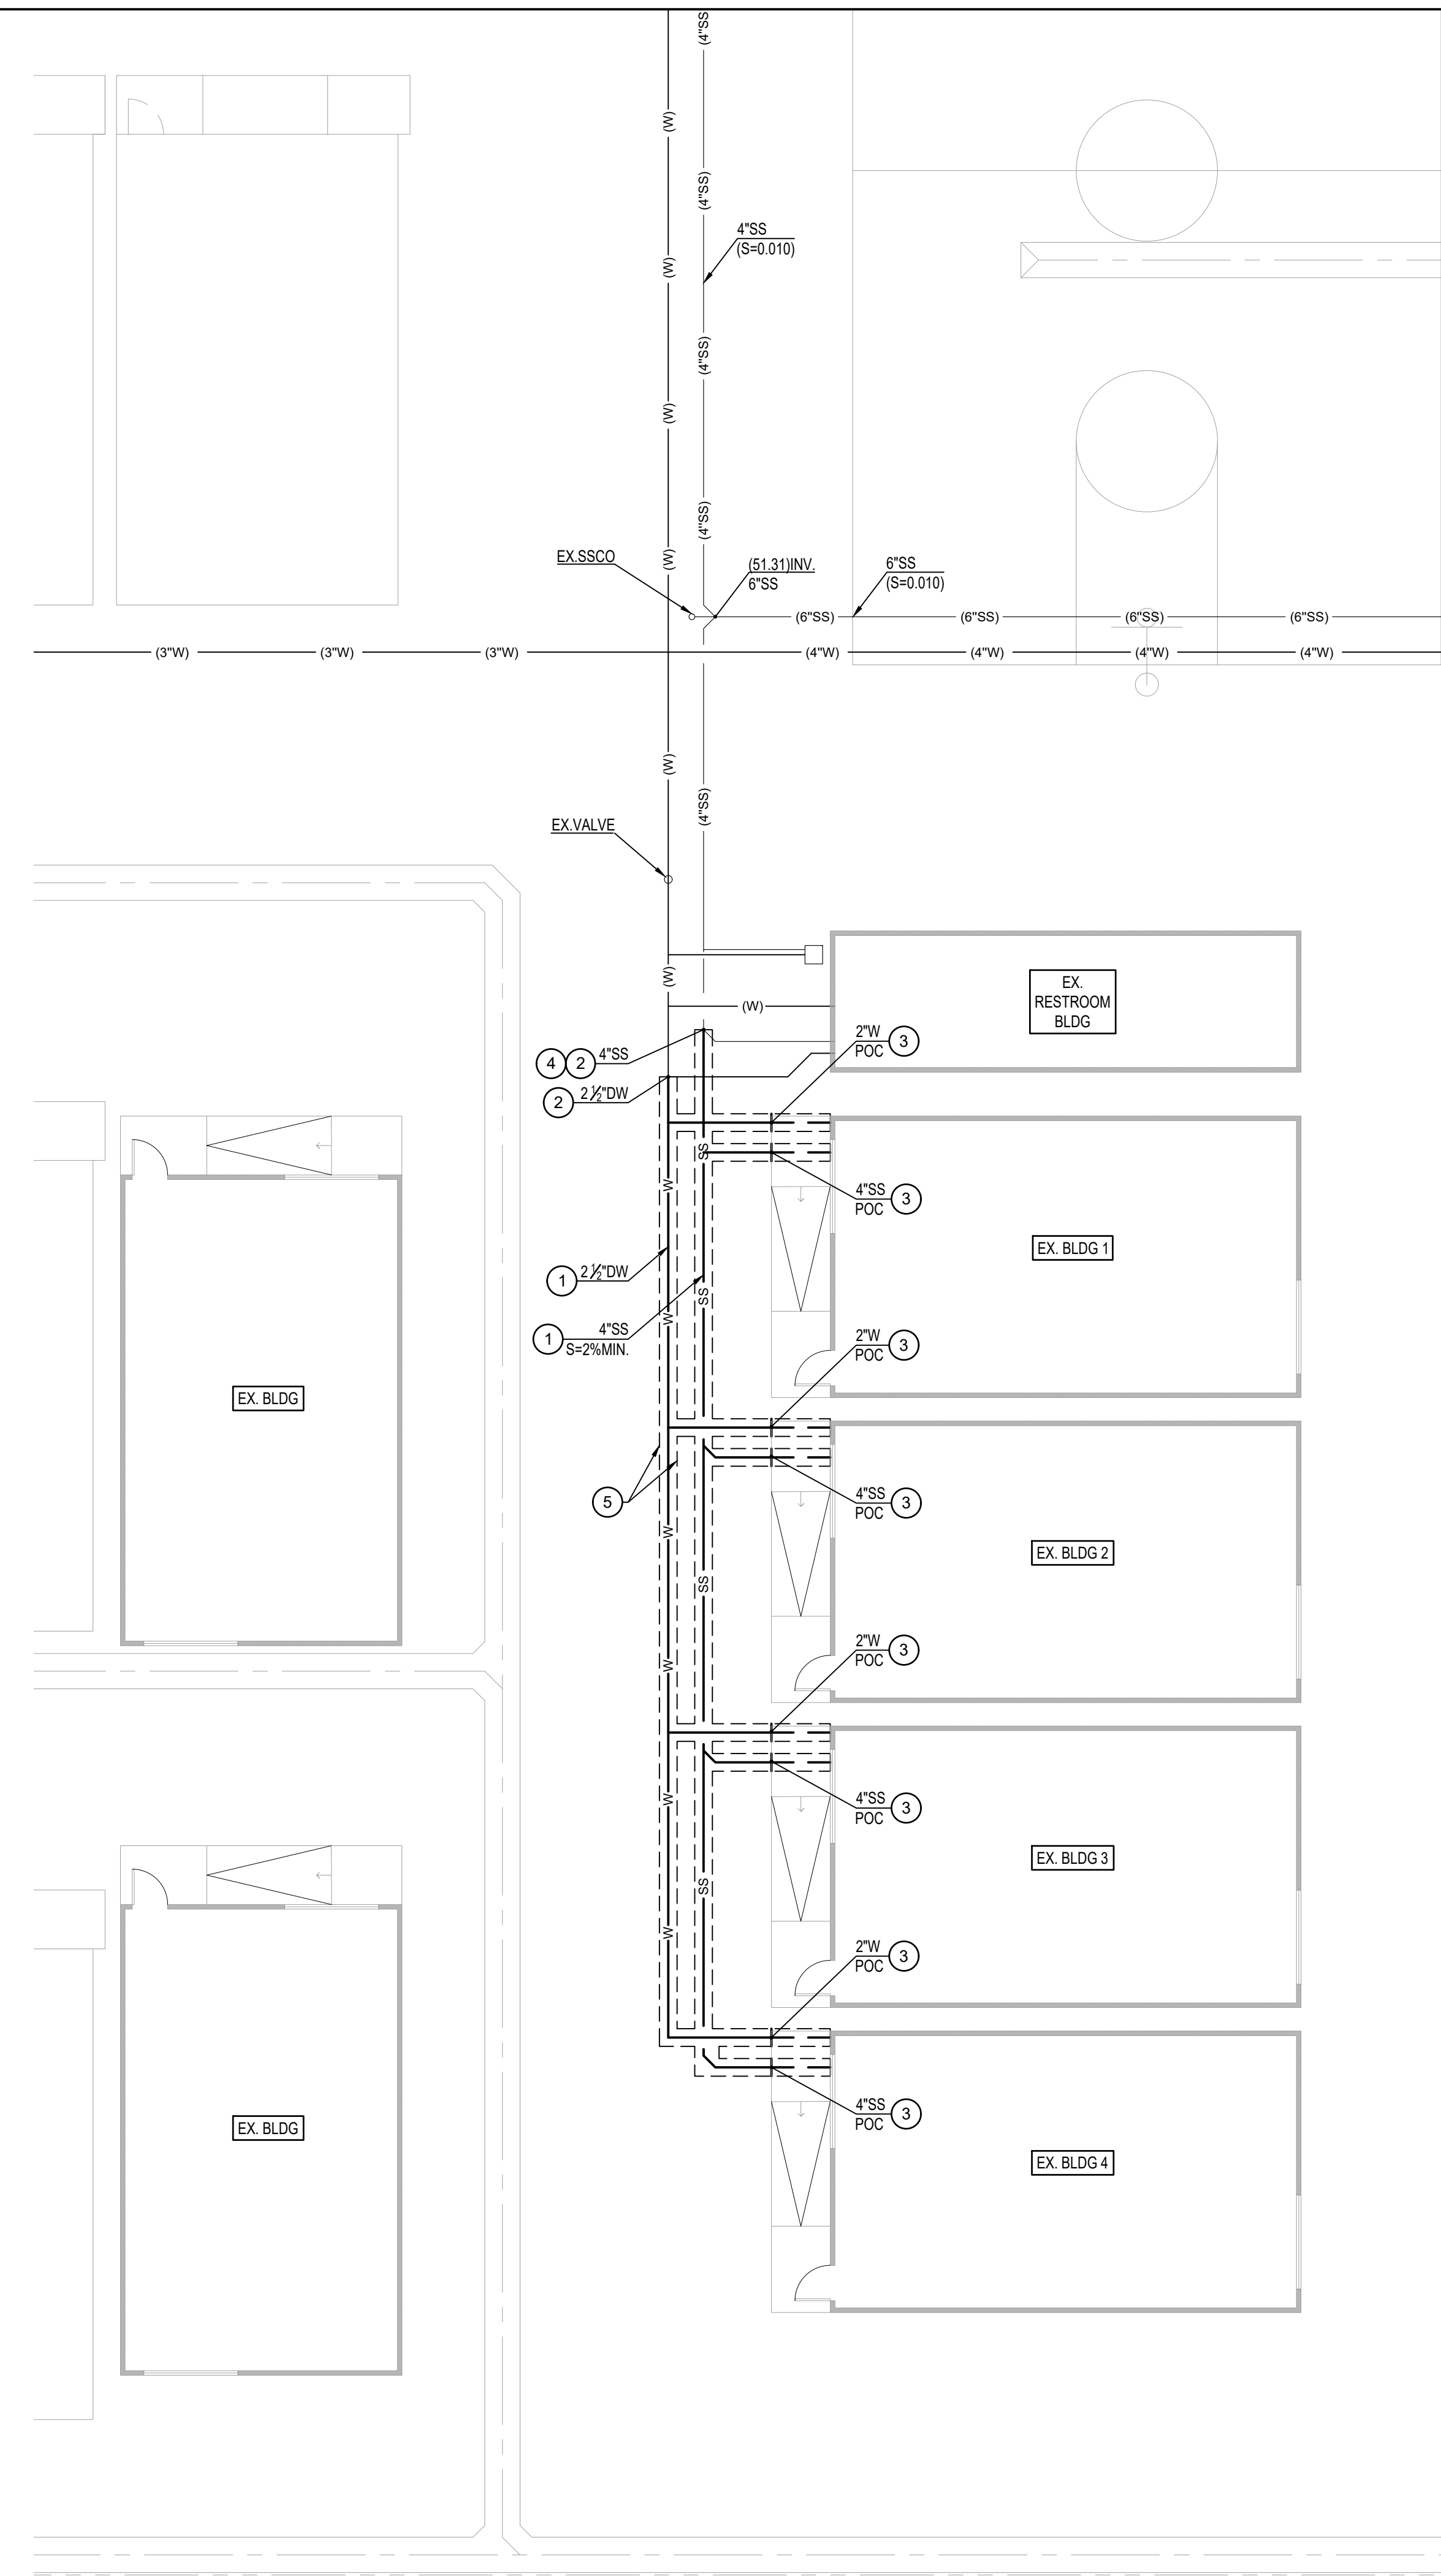 (4"SS
(W)
(4"SS)
4"SS
(S=0.010)
(W)
(4"SS)
(W)
(4"SS)
(W)
EX.SSCO
(51.31)INV.
6"SS
6"SS
(S=0.010)
(6"SS)
(6"SS)
(6"SS)
(6"SS)
(3"W)
(3"W)
(3"W)
(4"W)
(4"W)
(4"W)
(4"W)
(W)
(4"SS)
EX.VALVE
(W)
(W)
EX.
RESTROOM
BLDG
4
2
4"SS
2
2 1/2"DW
2"W
POC
3
SS
W
4"SS
POC
3
EX. BLDG 1
1
2 1/2"DW
SS
W
1
4"SS
S=2%MIN.
2"W
POC
3
EX. BLDG
5
4"SS
POC
3
W
EX. BLDG 2
SS
2"W
POC
3
W
W
4"SS
POC
3
EX. BLDG 3
SS
W
2"W
POC
3
4"SS
POC
3
EX. BLDG
EX. BLDG 4